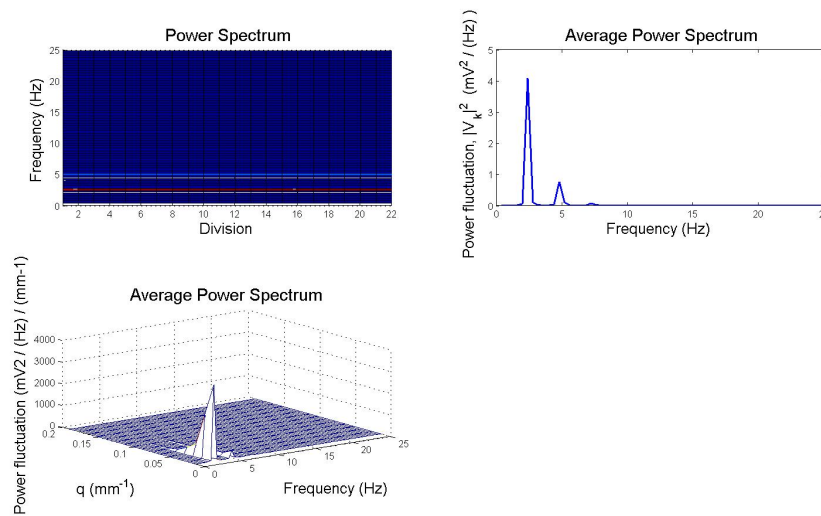 Power Spectrum
Frequency (Hz)
25
20
15
10
5
0
2 4 6 8 10 12 14 16 18 20 22
Division
Average Power Spectrum
Power fluctuation, |V_k|² (mV² / (Hz) )
5
4
3
2
1
0
0 5 10 15 20 25
Frequency (Hz)
Average Power Spectrum
Power fluctuation (mV2 / (Hz) / (mm-1)
4000
3000
2000
1000
0
0.2
0.15
0.1
0.05
0
q (mm⁻¹)
0 5 10 15 20 25
Frequency (Hz)